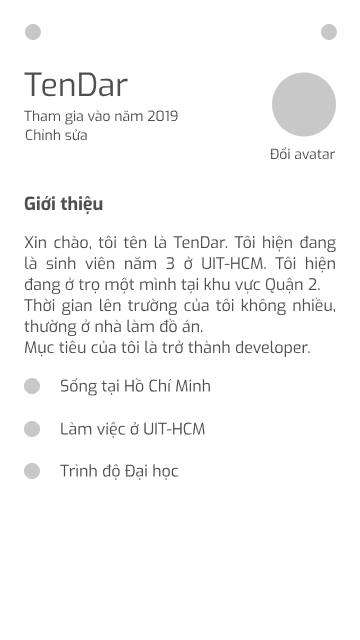 TenDar
Tham gia vào năm 2019
Chỉnh sửa
Đổi avatar
Giới thiệu
Xin chào, tôi tên là TenDar. Tôi hiện đang
là sinh viên năm 3 ở UIT-HCM. Tôi hiện
đang ở trọ một mình tại khu vực Quận 2.
Thời gian lên trường của tôi không nhiều,
thường ở nhà làm đồ án.
Mục tiêu của tôi là trở thành developer.
Sống tại Hồ Chí Minh
Làm việc ở UIT-HCM
Trình độ Đại học